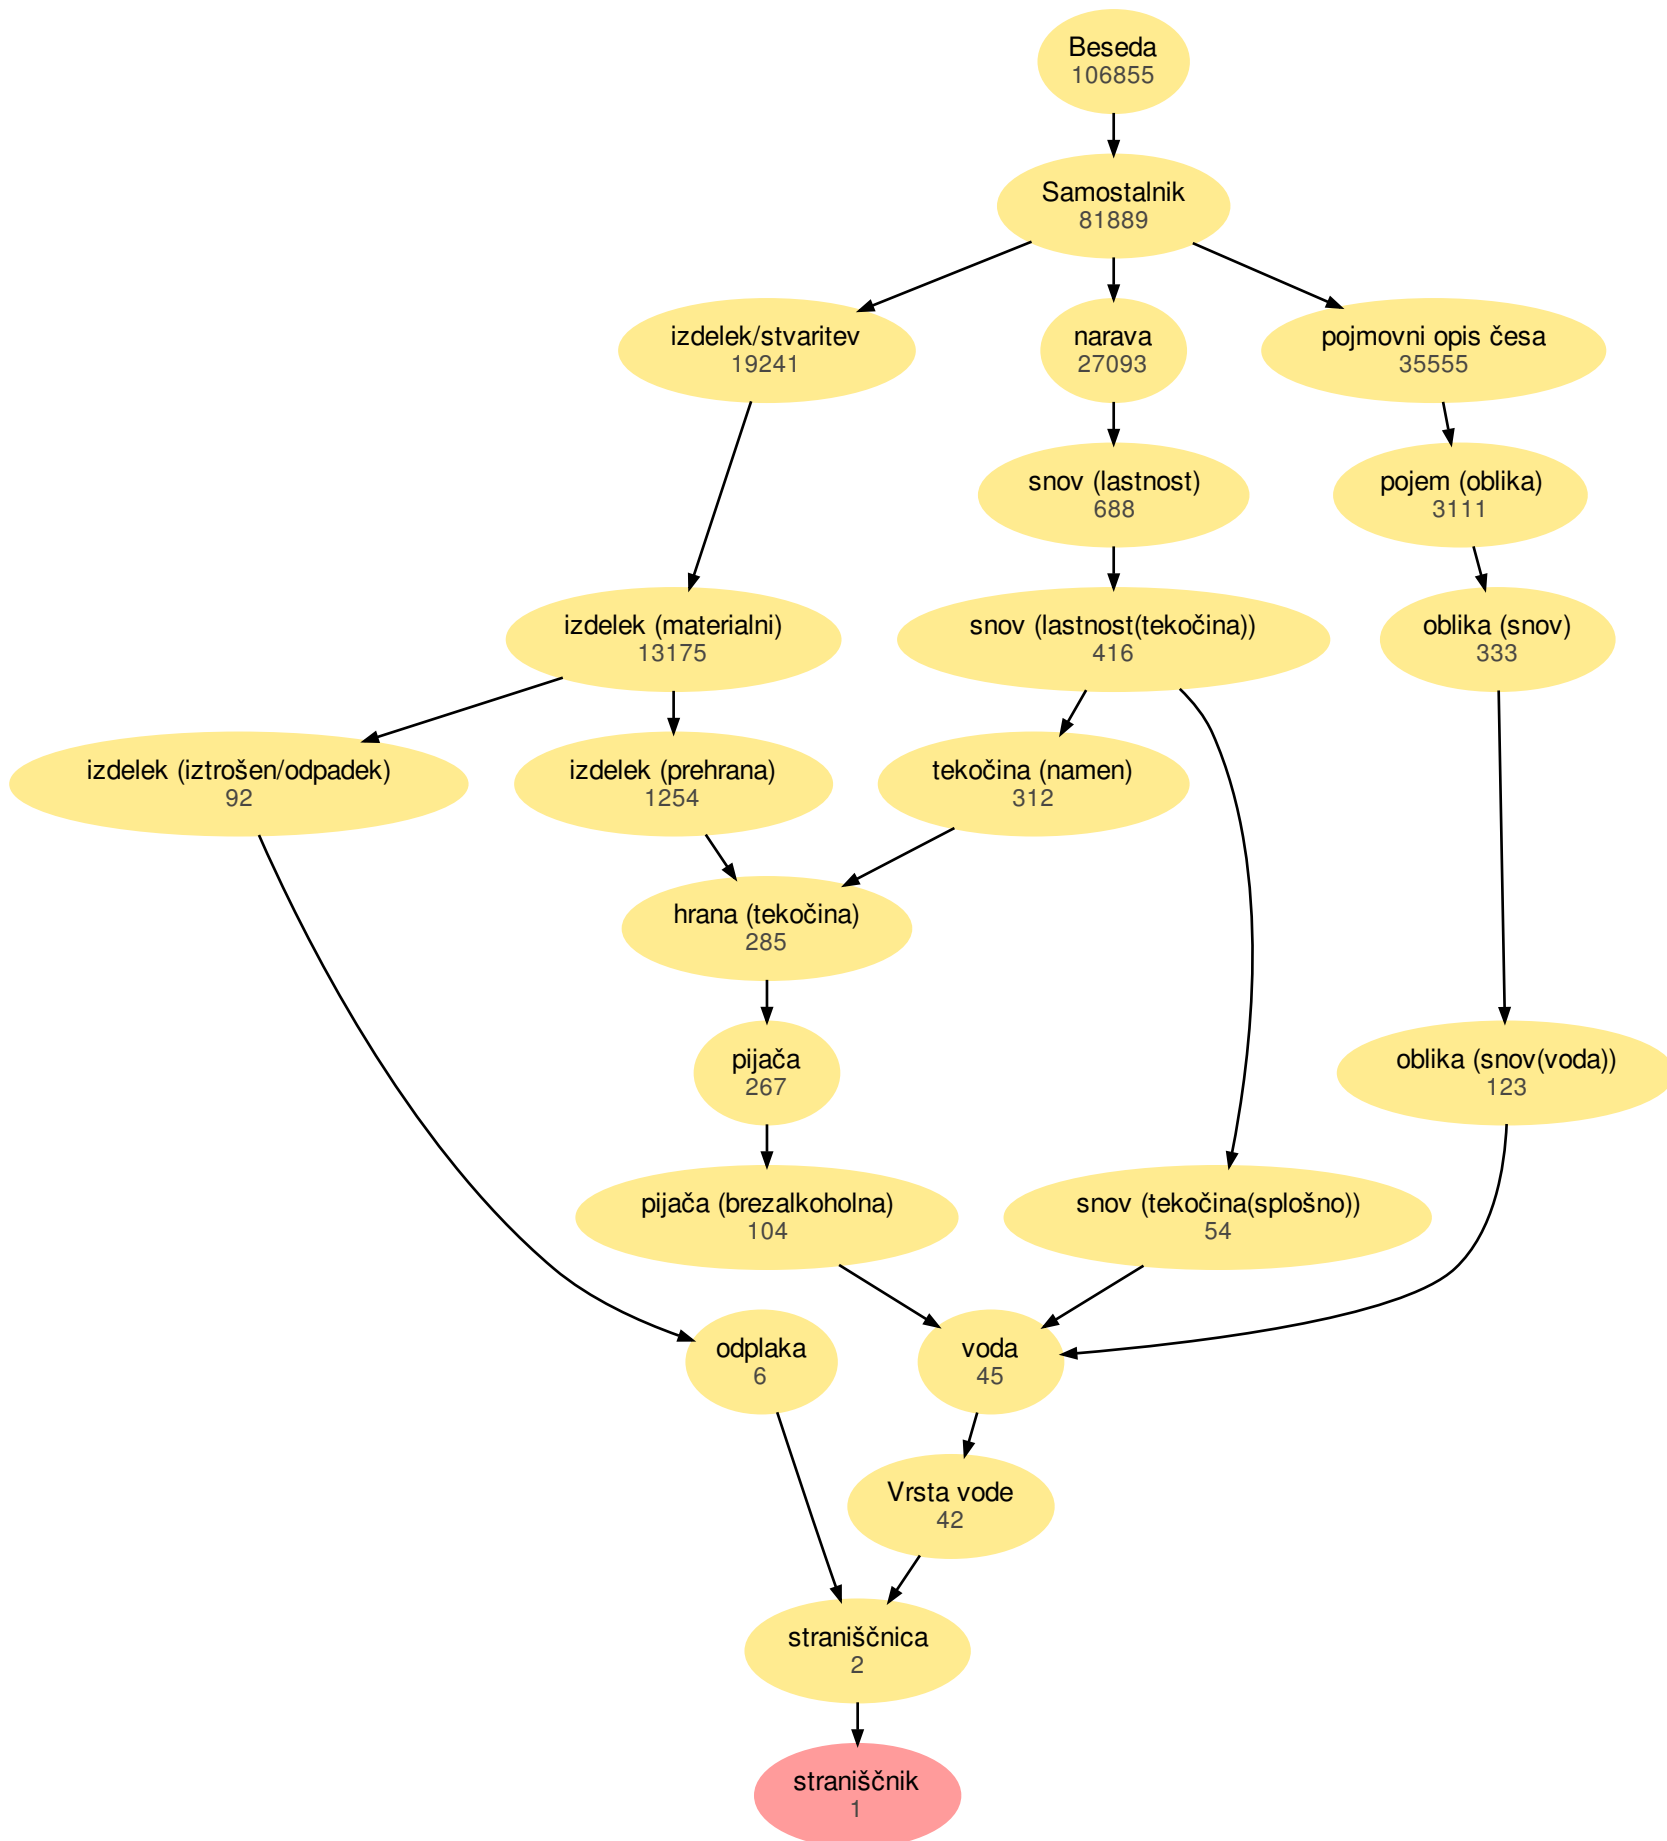 Beseda
106855
Samostalnik
81889
izdelek/stvaritev
19241
narava
27093
pojmovni opis česa
35555
snov (lastnost)
688
pojem (oblika)
3111
izdelek (materialni)
13175
snov (lastnost(tekočina))
416
oblika (snov)
333
izdelek (iztrošen/odpadek)
92
izdelek (prehrana)
1254
tekočina (namen)
312
hrana (tekočina)
285
pijača
267
oblika (snov(voda))
123
pijača (brezalkoholna)
104
snov (tekočina(splošno))
54
odplaka
6
voda
45
Vrsta vode
42
straniščnica
2
straniščnik
1